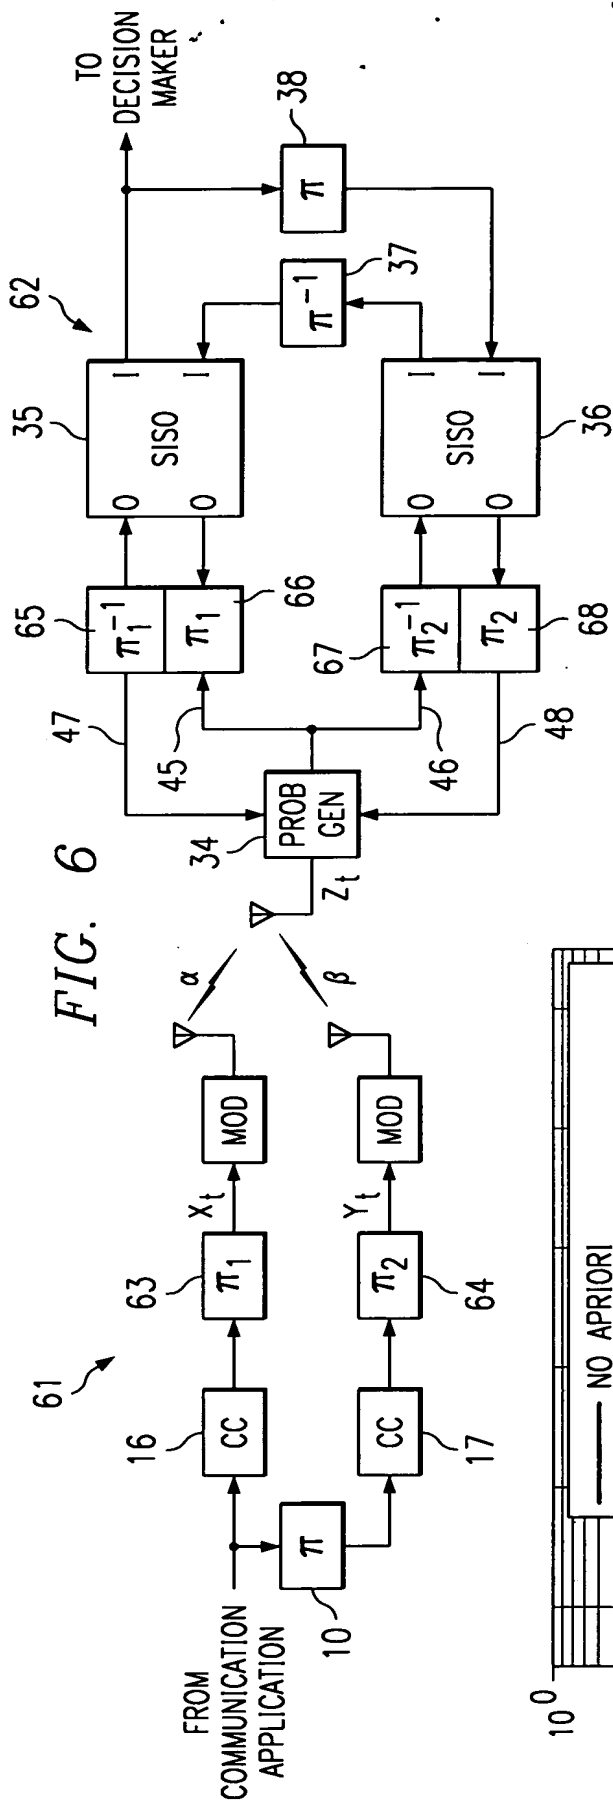 FIG. 6
FROM
COMMUNICATION
APPLICATION
61
10
π
16
CC
63
π1
Xt
MOD
α
17
CC
64
π2
Yt
MOD
β
Zt
34
PROB
GEN
47
45
46
48
65
π1^-1
π1
66
67
π2^-1
π2
68
62
35
O
I
SISO
O
I
36
O
I
SISO
O
I
37
π^-1
38
π
TO
DECISION
MAKER
10^0
NO APRIORI